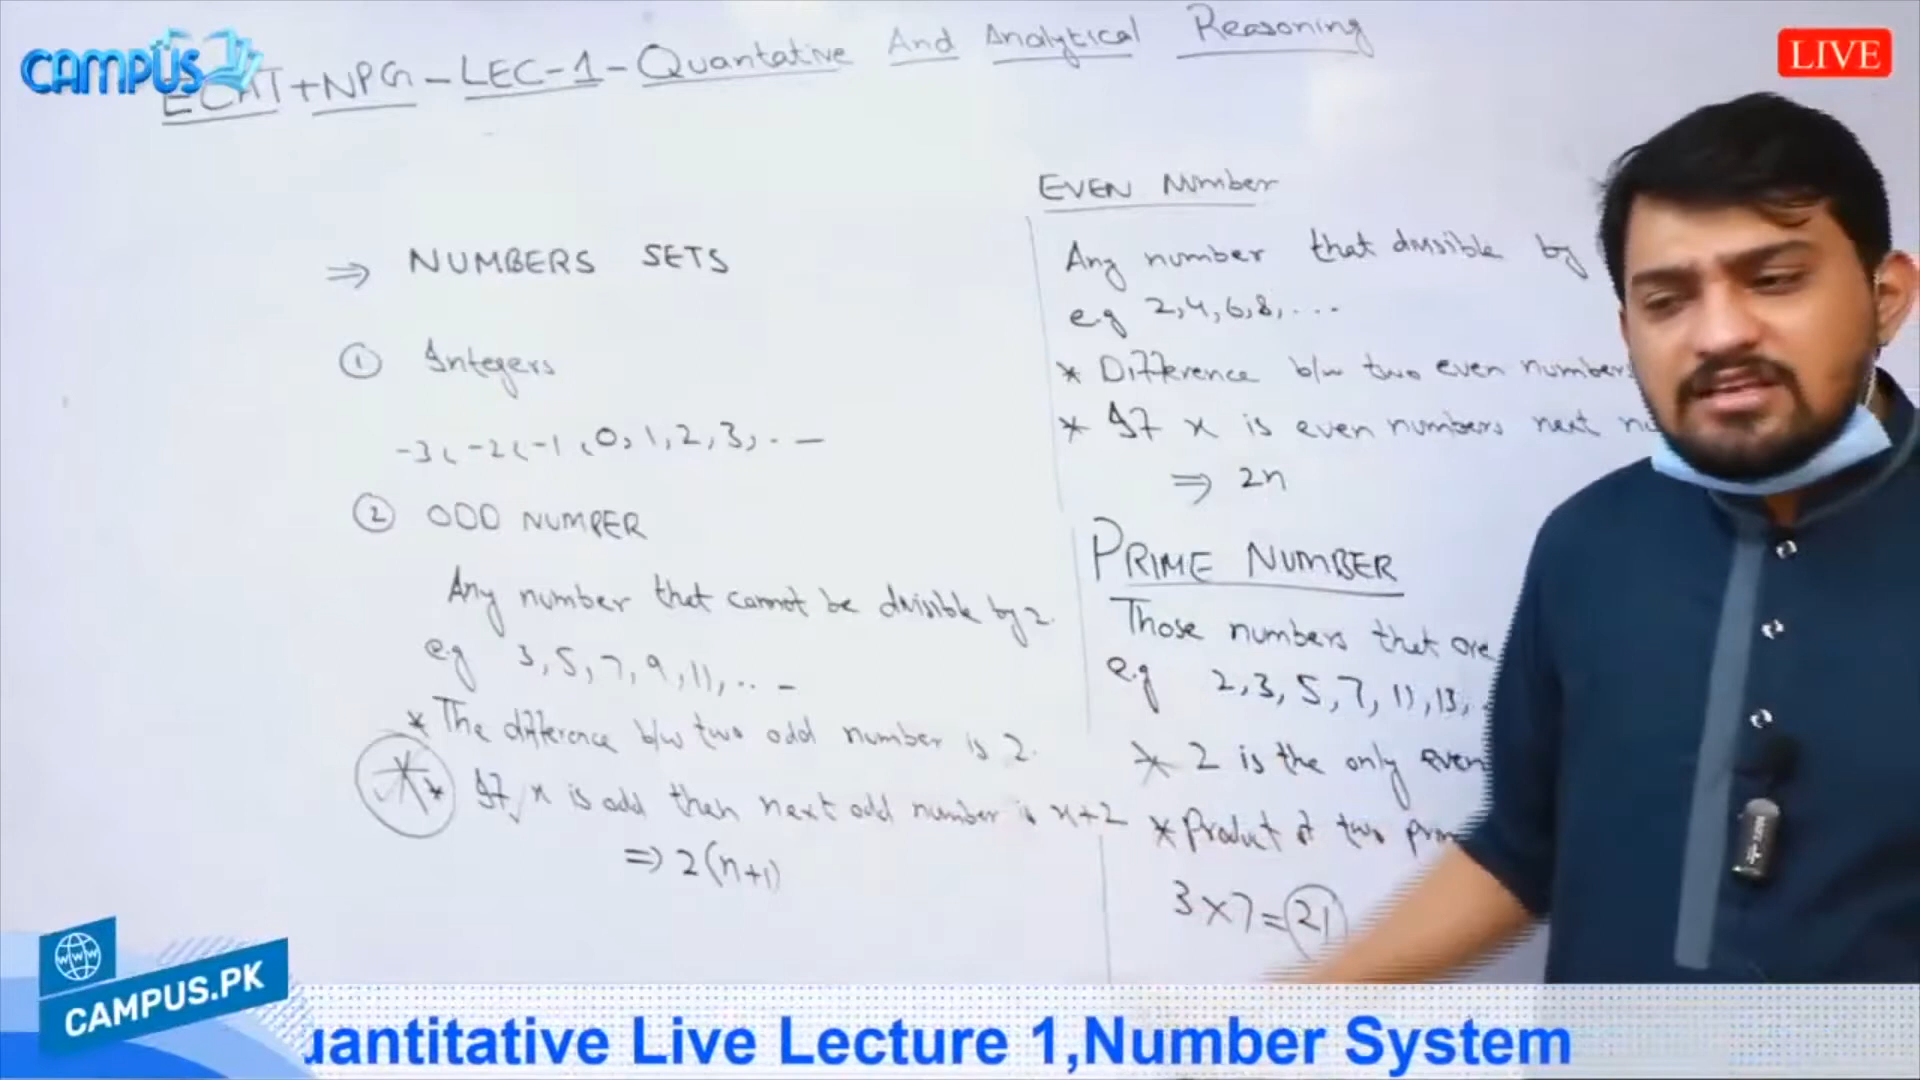 CAMPUS
LIVE
ECAT+NPG-LEC-1-Quantative And Analytical Reasoning
⇒ NUMBERS SETS
① Integers
-3, -2, -1, 0, 1, 2, 3, . . —
② ODD NUMBER
Any number that cannot be divisible by 2.
e.g 3, 5, 7, 9, 11, .. -
* The difference b/w two odd number is 2.
* If x is odd then next odd number is x+2
⇒ 2(n+1)
EVEN Number
Any number that divisible by
e.g 2, 4, 6, 8, . . .
* Difference b/w two even numbers
* If x is even numbers next
⇒ 2n
PRIME NUMBER
Those numbers that are
e.g 2, 3, 5, 7, 11, 13,
* 2 is the only even
* Product of two
3×7=21
WWW
CAMPUS.PK
uantitative Live Lecture 1,Number System